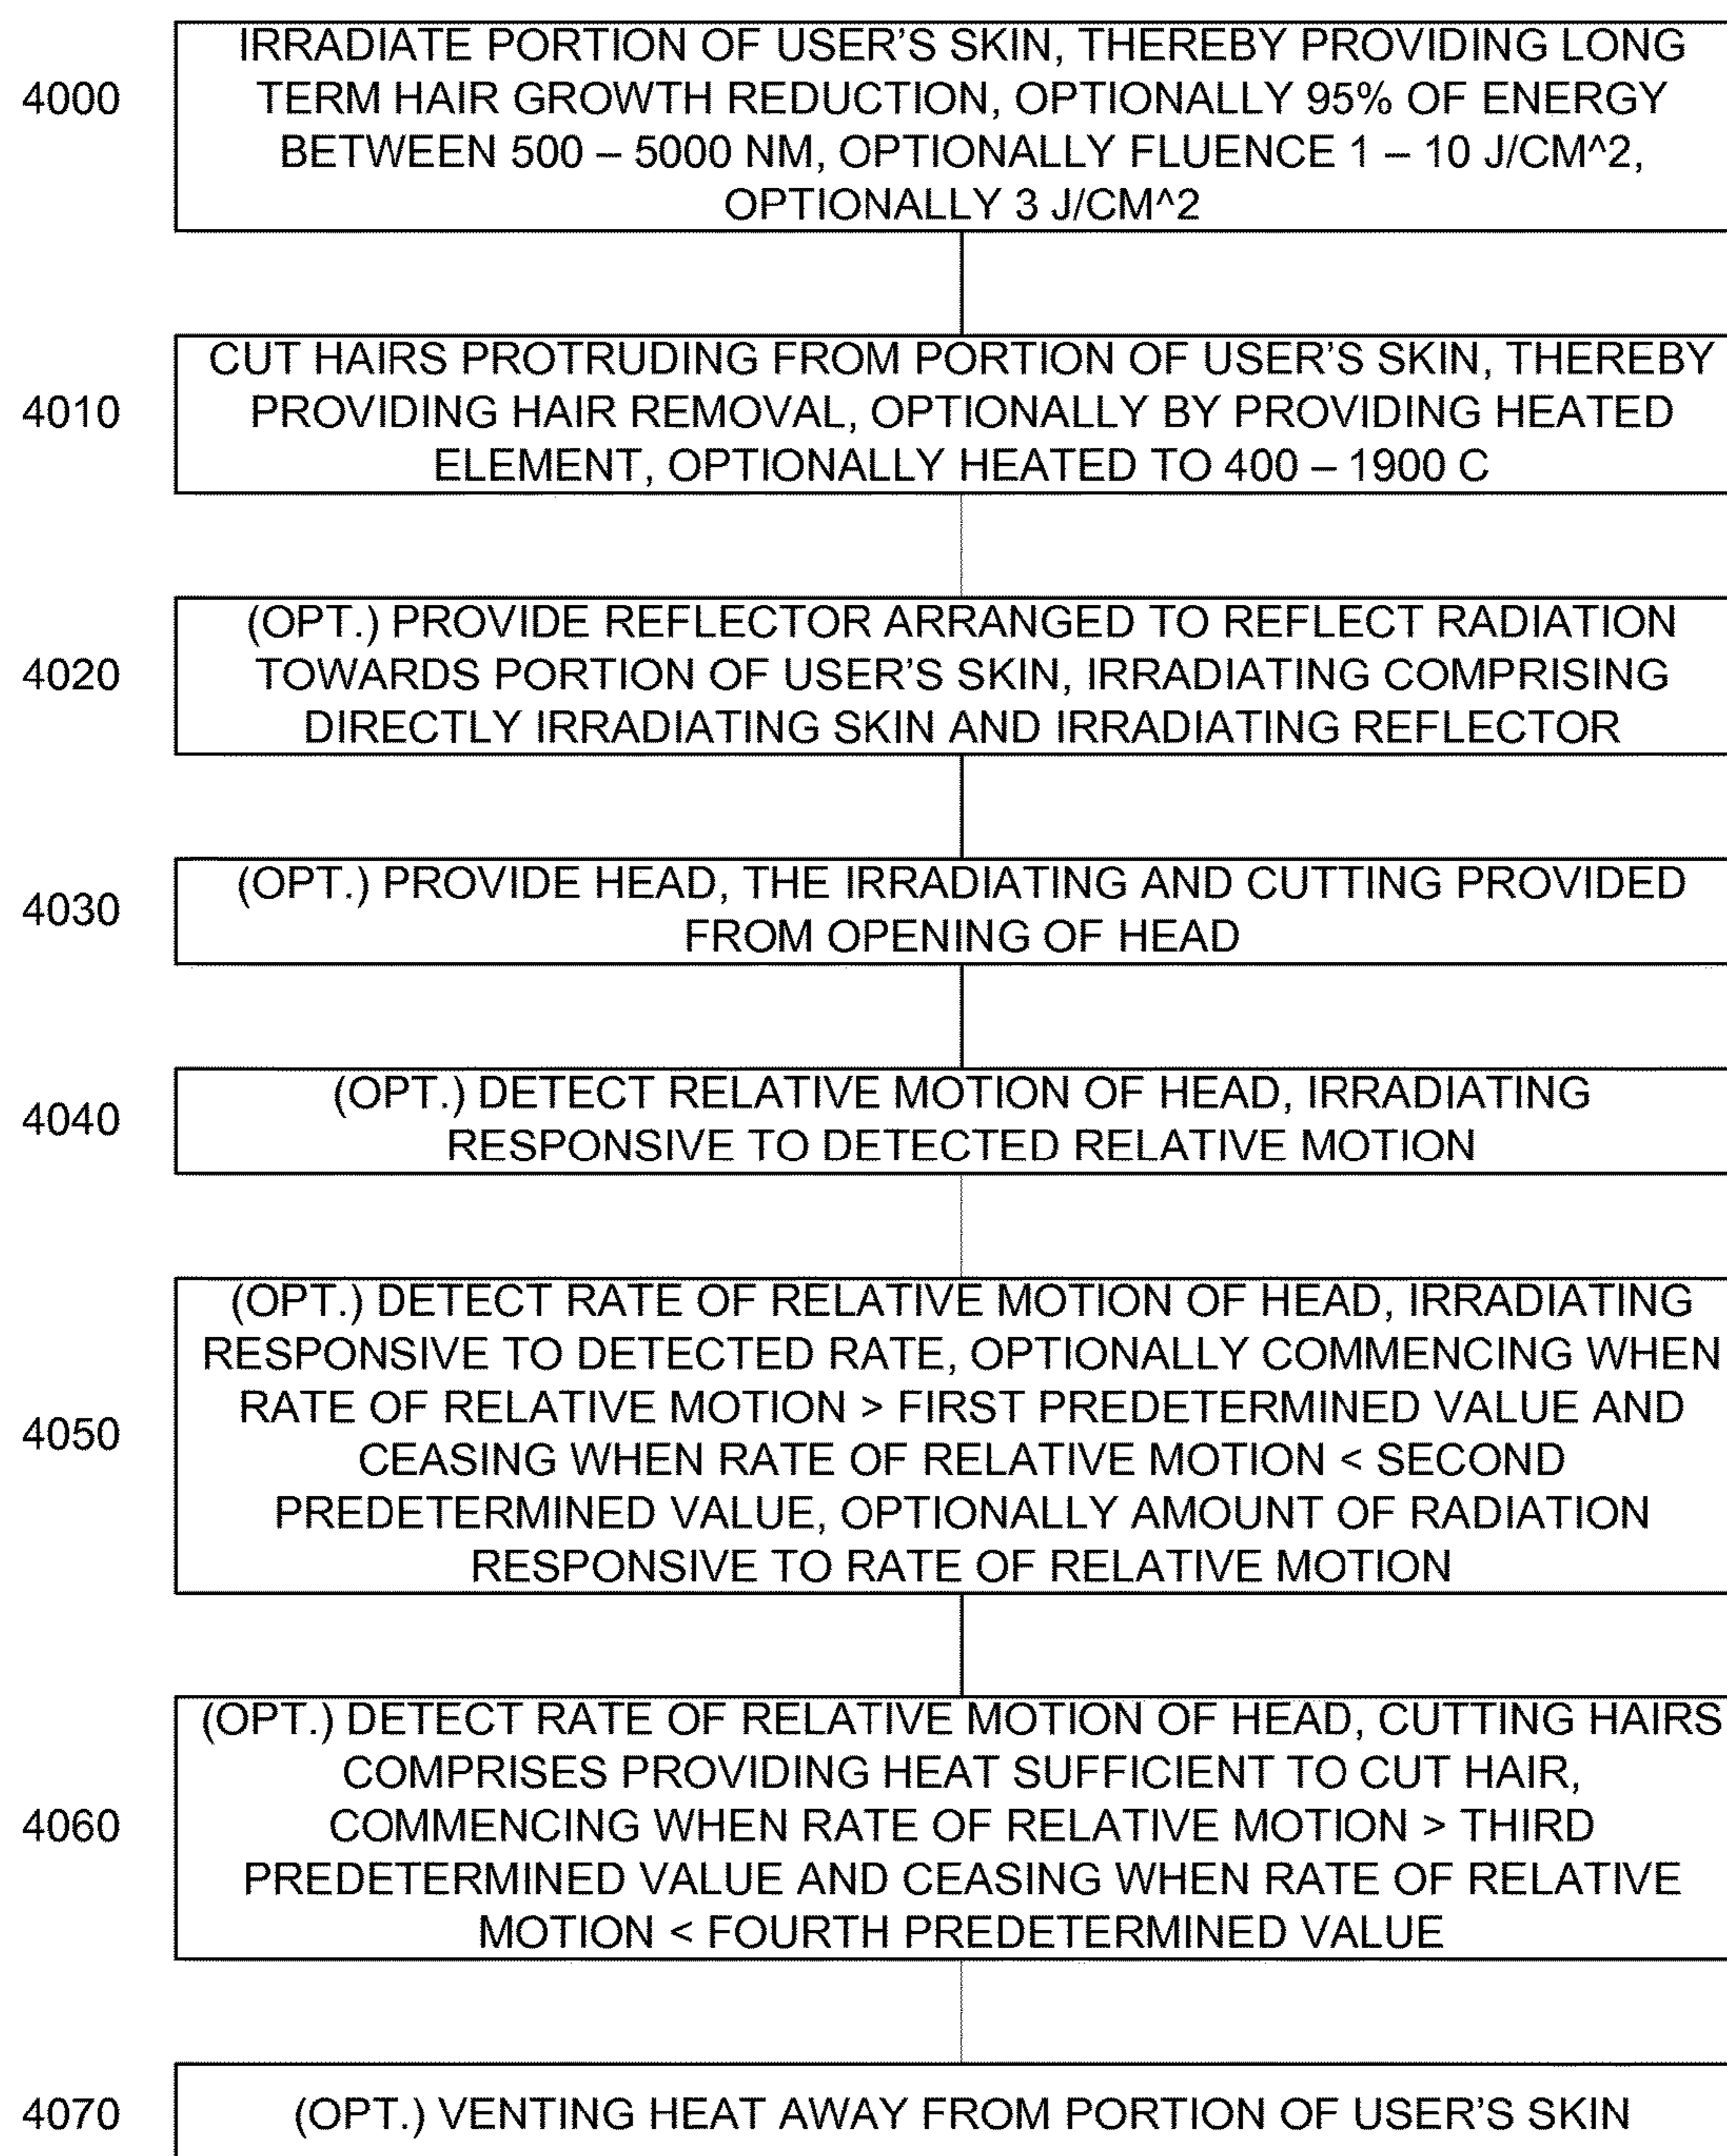 4000
IRRADIATE PORTION OF USER'S SKIN, THEREBY PROVIDING LONG
TERM HAIR GROWTH REDUCTION, OPTIONALLY 95% OF ENERGY
BETWEEN 500 – 5000 NM, OPTIONALLY FLUENCE 1 – 10 J/CM^2,
OPTIONALLY 3 J/CM^2
4010
CUT HAIRS PROTRUDING FROM PORTION OF USER'S SKIN, THEREBY
PROVIDING HAIR REMOVAL, OPTIONALLY BY PROVIDING HEATED
ELEMENT, OPTIONALLY HEATED TO 400 – 1900 C
4020
(OPT.) PROVIDE REFLECTOR ARRANGED TO REFLECT RADIATION
TOWARDS PORTION OF USER'S SKIN, IRRADIATING COMPRISING
DIRECTLY IRRADIATING SKIN AND IRRADIATING REFLECTOR
4030
(OPT.) PROVIDE HEAD, THE IRRADIATING AND CUTTING PROVIDED
FROM OPENING OF HEAD
4040
(OPT.) DETECT RELATIVE MOTION OF HEAD, IRRADIATING
RESPONSIVE TO DETECTED RELATIVE MOTION
4050
(OPT.) DETECT RATE OF RELATIVE MOTION OF HEAD, IRRADIATING
RESPONSIVE TO DETECTED RATE, OPTIONALLY COMMENCING WHEN
RATE OF RELATIVE MOTION > FIRST PREDETERMINED VALUE AND
CEASING WHEN RATE OF RELATIVE MOTION < SECOND
PREDETERMINED VALUE, OPTIONALLY AMOUNT OF RADIATION
RESPONSIVE TO RATE OF RELATIVE MOTION
4060
(OPT.) DETECT RATE OF RELATIVE MOTION OF HEAD, CUTTING HAIRS
COMPRISES PROVIDING HEAT SUFFICIENT TO CUT HAIR,
COMMENCING WHEN RATE OF RELATIVE MOTION > THIRD
PREDETERMINED VALUE AND CEASING WHEN RATE OF RELATIVE
MOTION < FOURTH PREDETERMINED VALUE
4070
(OPT.) VENTING HEAT AWAY FROM PORTION OF USER'S SKIN